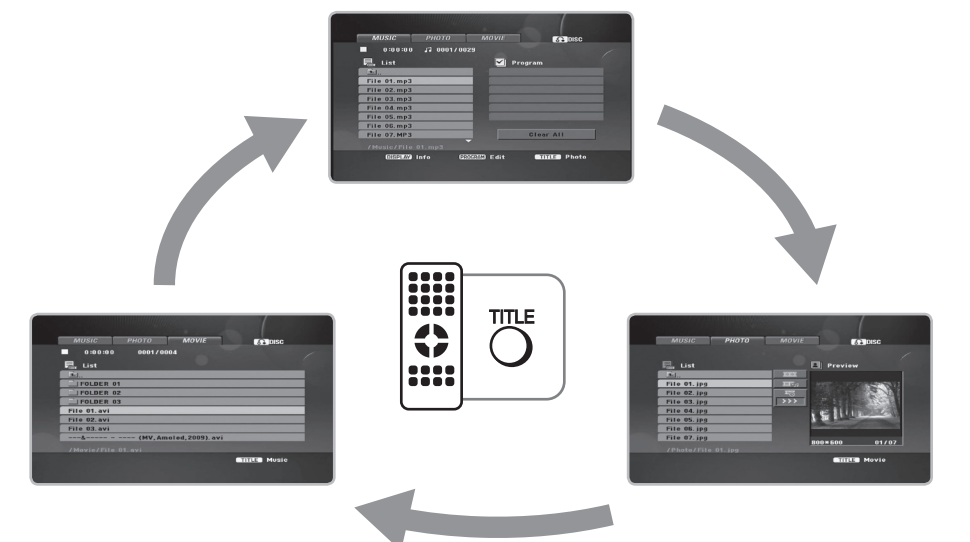 MUSIC PHOTO MOVIE DISC
0:00:00 0001/0029
List Program
..
File 01.mp3
File 02.mp3
File 03.mp3
File 04.mp3
File 05.mp3
File 06.mp3
File 07.MP3
Clear All
/Music/File 01.mp3
DISPLAY Info PROGRAM Edit TITLE Photo
TITLE
MUSIC PHOTO MOVIE DISC
0:00:00 0001/0004
List
..
FOLDER 01
FOLDER 02
FOLDER 03
File 01.avi
File 02.avi
File 03.avi
---&----- - ---- (MV,Amoled,2009).avi
/Movie/File 01.avi
TITLE Music
MUSIC PHOTO MOVIE DISC
List Preview
..
File 01.jpg
File 02.jpg
File 03.jpg
File 04.jpg
File 05.jpg
File 06.jpg
File 07.jpg
>>>
800*600 01/07
/Photo/File 01.jpg
TITLE Movie